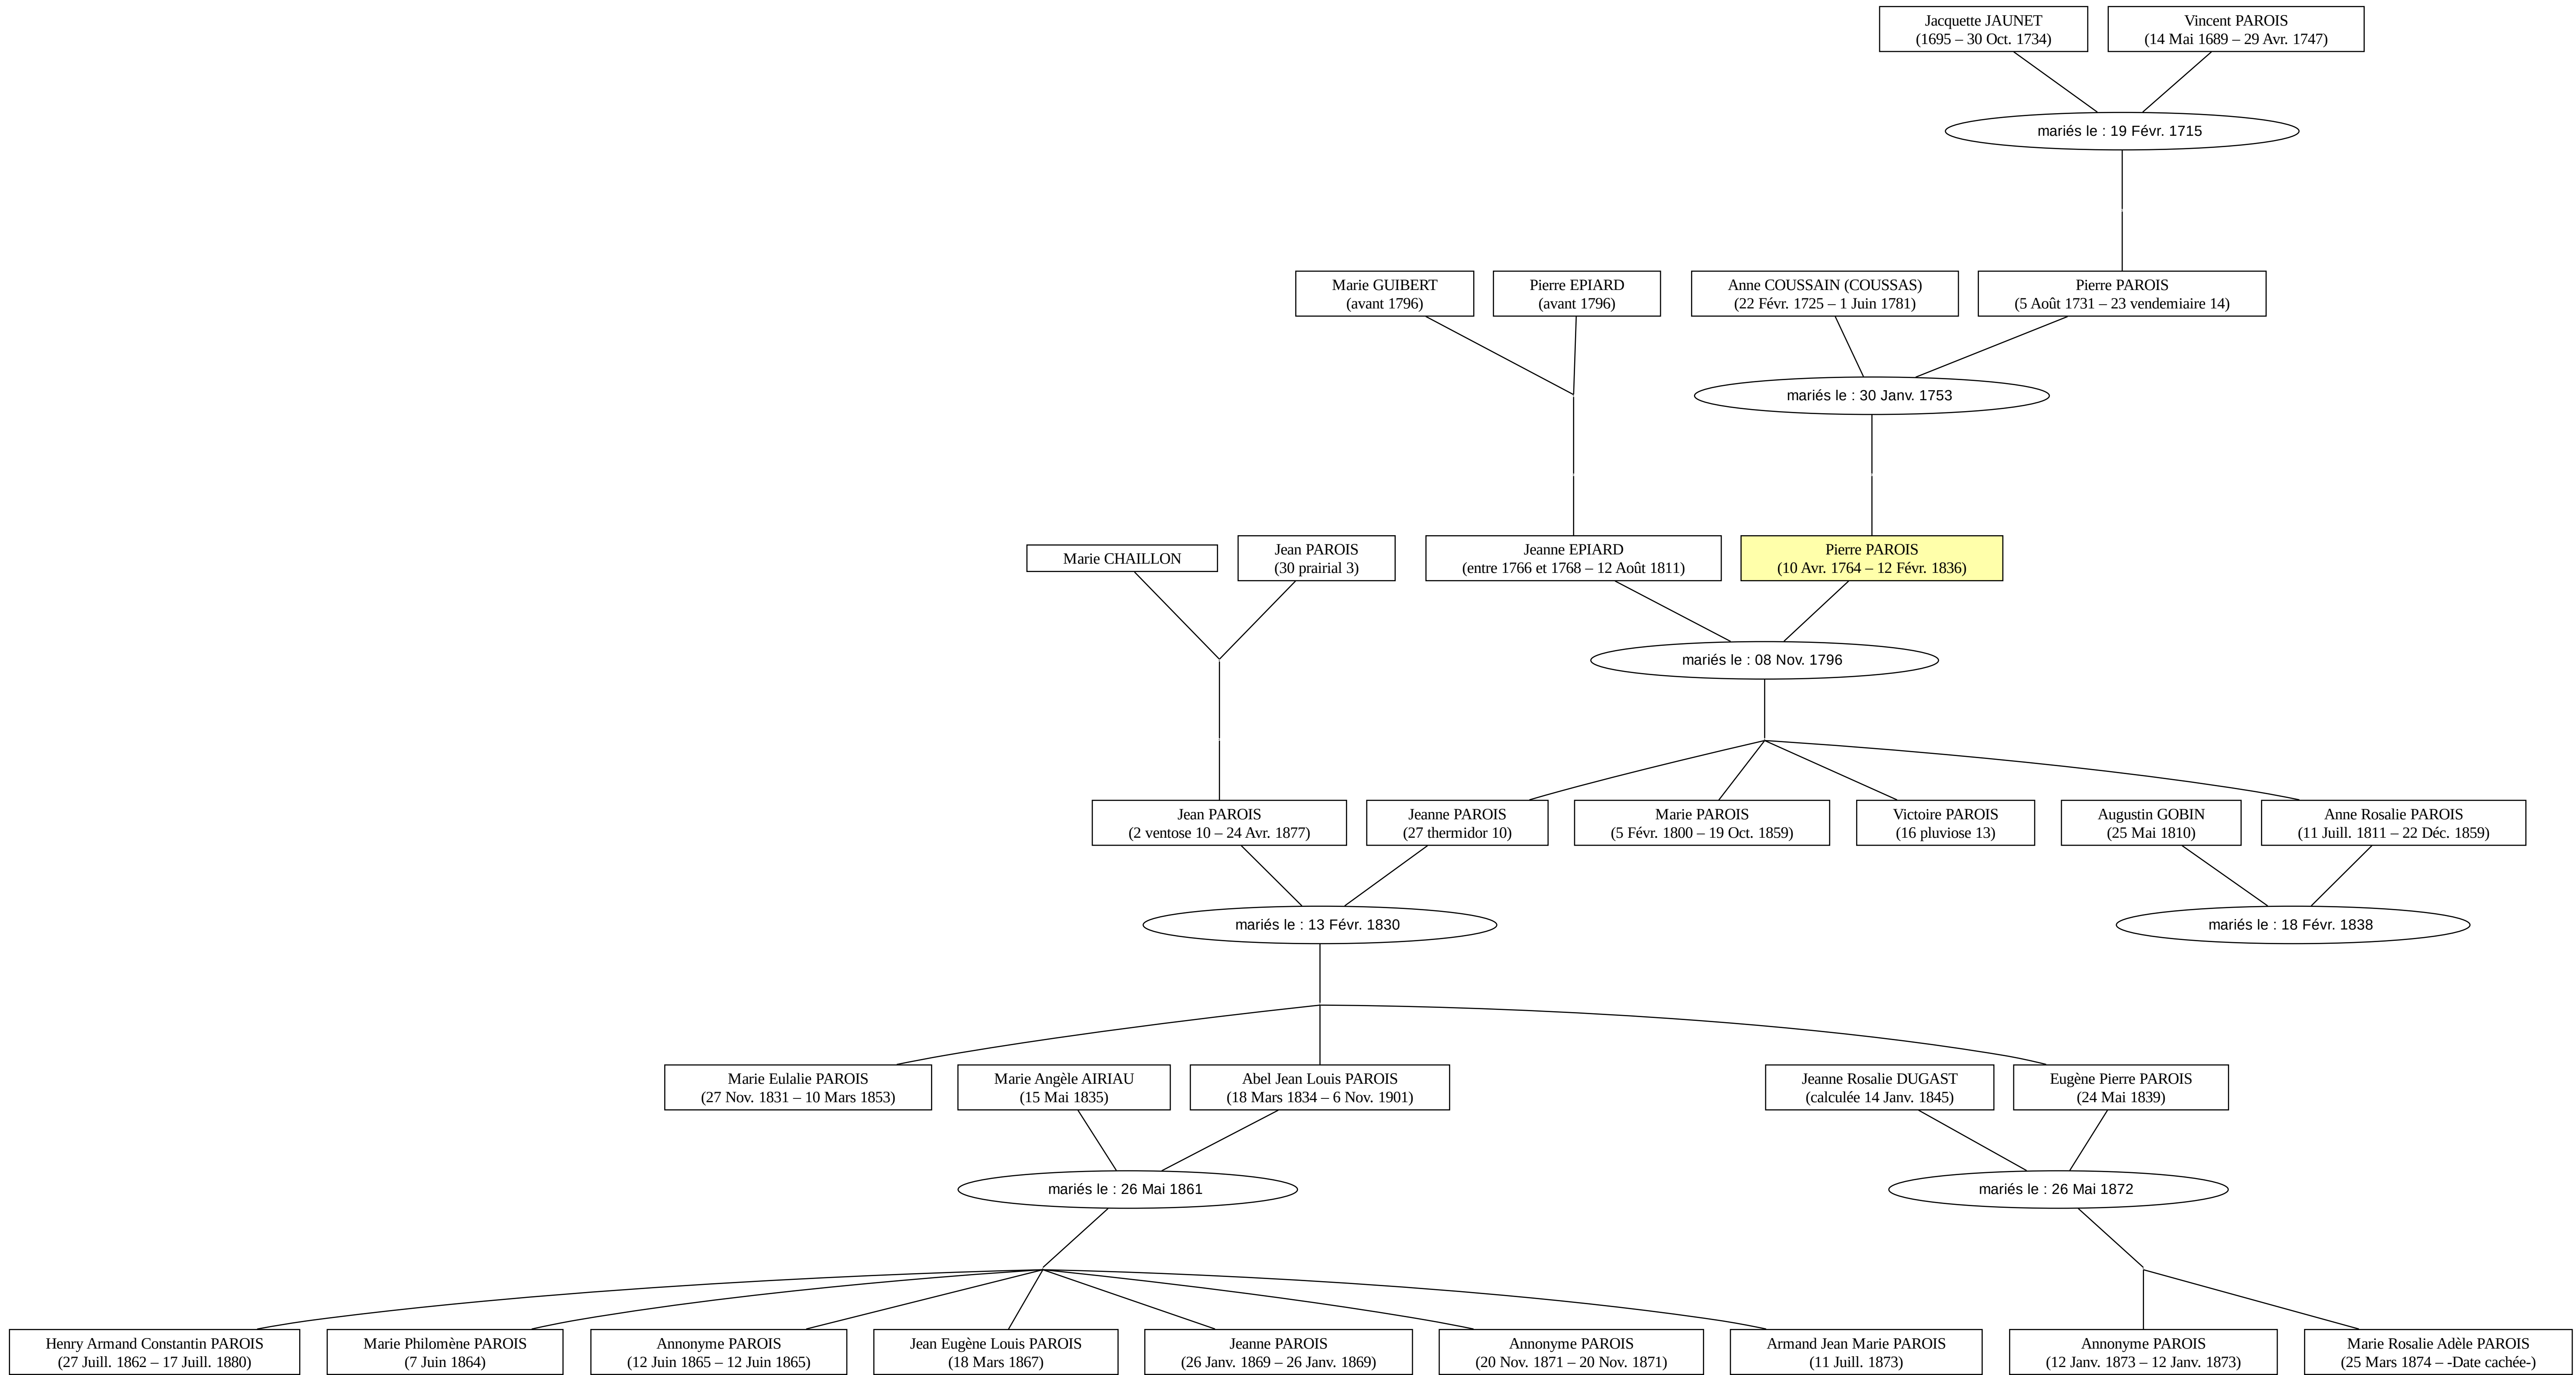 Jacquette JAUNET
(1695 – 30 Oct. 1734)
Vincent PAROIS
(14 Mai 1689 – 29 Avr. 1747)
mariés le : 19 Févr. 1715
Marie GUIBERT
(avant 1796)
Pierre EPIARD
(avant 1796)
Anne COUSSAIN (COUSSAS)
(22 Févr. 1725 – 1 Juin 1781)
Pierre PAROIS
(5 Août 1731 – 23 vendemiaire 14)
mariés le : 30 Janv. 1753
Marie CHAILLON
Jean PAROIS
(30 prairial 3)
Jeanne EPIARD
(entre 1766 et 1768 – 12 Août 1811)
Pierre PAROIS
(10 Avr. 1764 – 12 Févr. 1836)
mariés le : 08 Nov. 1796
Jean PAROIS
(2 ventose 10 – 24 Avr. 1877)
Jeanne PAROIS
(27 thermidor 10)
Marie PAROIS
(5 Févr. 1800 – 19 Oct. 1859)
Victoire PAROIS
(16 pluviose 13)
Augustin GOBIN
(25 Mai 1810)
Anne Rosalie PAROIS
(11 Juill. 1811 – 22 Déc. 1859)
mariés le : 13 Févr. 1830
mariés le : 18 Févr. 1838
Marie Eulalie PAROIS
(27 Nov. 1831 – 10 Mars 1853)
Marie Angèle AIRIAU
(15 Mai 1835)
Abel Jean Louis PAROIS
(18 Mars 1834 – 6 Nov. 1901)
Jeanne Rosalie DUGAST
(calculée 14 Janv. 1845)
Eugène Pierre PAROIS
(24 Mai 1839)
mariés le : 26 Mai 1861
mariés le : 26 Mai 1872
Henry Armand Constantin PAROIS
(27 Juill. 1862 – 17 Juill. 1880)
Marie Philomène PAROIS
(7 Juin 1864)
Annonyme PAROIS
(12 Juin 1865 – 12 Juin 1865)
Jean Eugène Louis PAROIS
(18 Mars 1867)
Jeanne PAROIS
(26 Janv. 1869 – 26 Janv. 1869)
Annonyme PAROIS
(20 Nov. 1871 – 20 Nov. 1871)
Armand Jean Marie PAROIS
(11 Juill. 1873)
Annonyme PAROIS
(12 Janv. 1873 – 12 Janv. 1873)
Marie Rosalie Adèle PAROIS
(25 Mars 1874 – -Date cachée-)